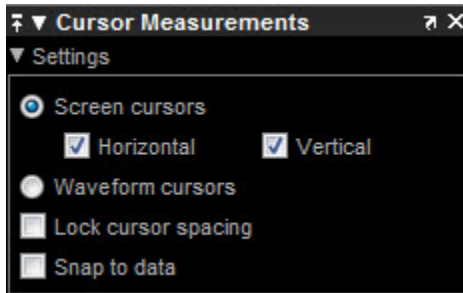 Cursor Measurements
Settings
Screen cursors
Horizontal Vertical
Waveform cursors
Lock cursor spacing
Snap to data